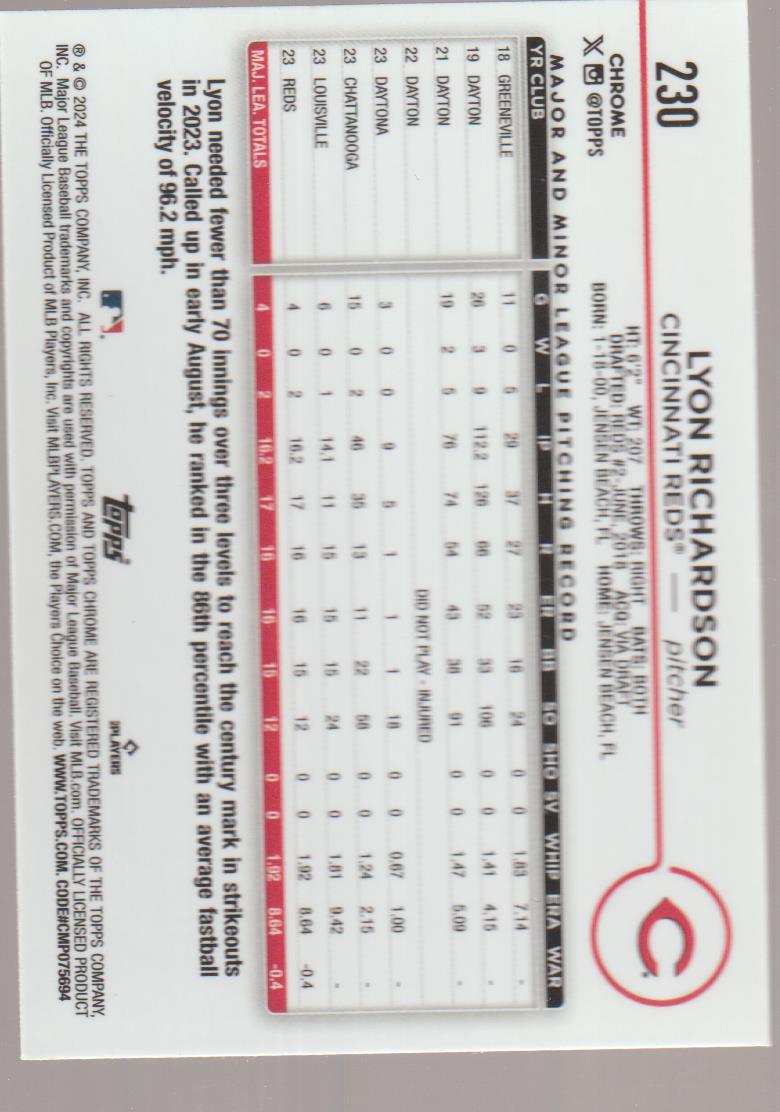 230
LYON RICHARDSON
CINCINNATI REDS® — pitcher
CHROME
@TOPPS
HT: 6'2" WT: 207 THROWS: RIGHT BATS: BOTH
DRAFTED: REDS #2-JUNE, 2018 ACQ: VIA DRAFT
BORN: 1-18-00, JENSEN BEACH, FL HOME: JENSEN BEACH, FL
MAJOR AND MINOR LEAGUE PITCHING RECORD
YR CLUB G W L IP H R ER BB SO SHO SV WHIP ERA WAR
18 GREENEVILLE 11 0 5 29 37 27 23 16 24 0 0 1.83 7.14 -
19 DAYTON 26 3 9 112.2 126 66 52 33 106 0 0 1.41 4.15 -
21 DAYTON 19 2 5 76 74 54 43 38 91 0 0 1.47 5.09 -
22 DAYTON DID NOT PLAY - INJURED
23 DAYTONA 3 0 0 9 5 1 1 1 18 0 0 0.67 1.00 -
23 CHATTANOOGA 15 0 2 46 35 13 11 22 58 0 0 1.24 2.15 -
23 LOUISVILLE 6 0 1 14.1 11 15 15 15 24 0 0 1.81 9.42 -
23 REDS 4 0 2 16.2 17 16 16 15 12 0 0 1.92 8.64 -0.4
MAJ. LEA. TOTALS 4 0 2 16.2 17 16 16 15 12 0 0 1.92 8.64 -0.4
Lyon needed fewer than 70 innings over three levels to reach the century mark in strikeouts
in 2023. Called up in early August, he ranked in the 86th percentile with an average fastball
velocity of 96.2 mph.
topps
PLAYERS
® & © 2024 THE TOPPS COMPANY, INC. ALL RIGHTS RESERVED. TOPPS AND TOPPS CHROME ARE REGISTERED TRADEMARKS OF THE TOPPS COMPANY,
INC. Major League Baseball trademarks and copyrights are used with permission of Major League Baseball. Visit MLB.com. OFFICIALLY LICENSED PRODUCT
OF MLB. Officially Licensed Product of MLB Players, Inc. Visit MLBPLAYERS.COM, the Players Choice on the web. WWW.TOPPS.COM. CODE#CMP075694